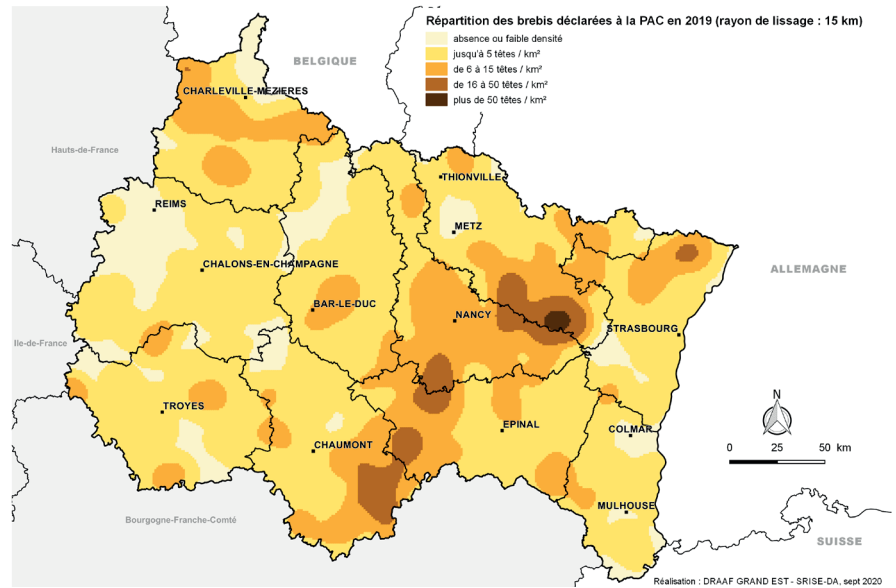 Répartition des brebis déclarées à la PAC en 2019 (rayon de lissage : 15 km)
absence ou faible densité
jusqu'à 5 têtes / km²
de 6 à 15 têtes / km²
de 16 à 50 têtes / km²
plus de 50 têtes / km²
BELGIQUE
CHARLEVILLE-MEZIERES
Hauts-de-France
THIONVILLE
REIMS
METZ
CHALONS-EN-CHAMPAGNE
ALLEMAGNE
BAR-LE-DUC
NANCY
STRASBOURG
Ile-de-France
TROYES
EPINAL
COLMAR
N
CHAUMONT
0 25 50 km
MULHOUSE
Bourgogne-Franche-Comté
SUISSE
Réalisation : DRAAF GRAND EST - SRISE-DA, sept 2020